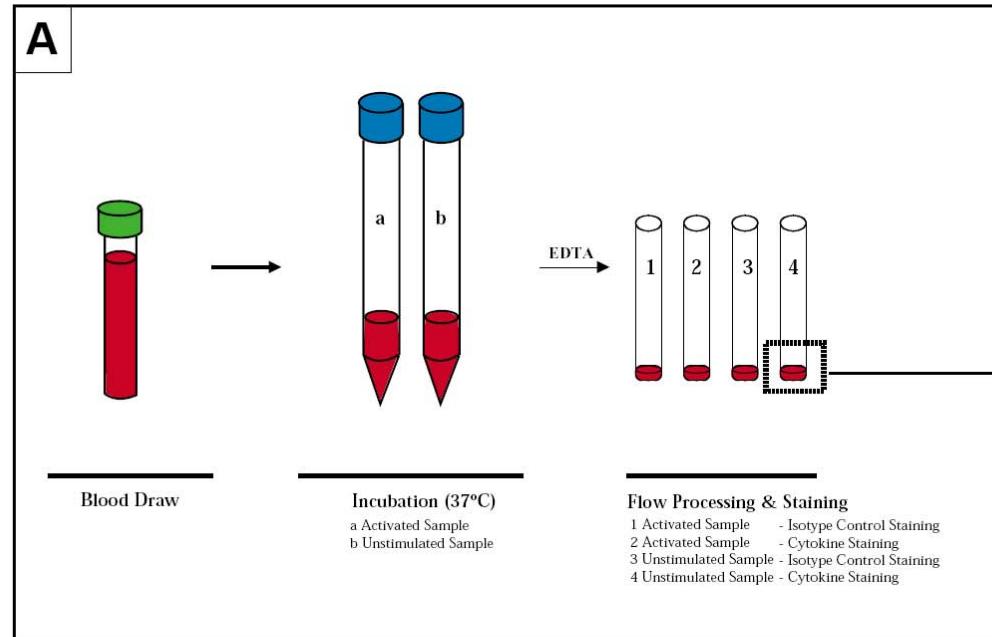 A
a
b
EDTA
1
2
3
4
Blood Draw
Incubation (37ºC)
a Activated Sample
b Unstimulated Sample
Flow Processing & Staining
1 Activated Sample - Isotype Control Staining
2 Activated Sample - Cytokine Staining
3 Unstimulated Sample - Isotype Control Staining
4 Unstimulated Sample - Cytokine Staining